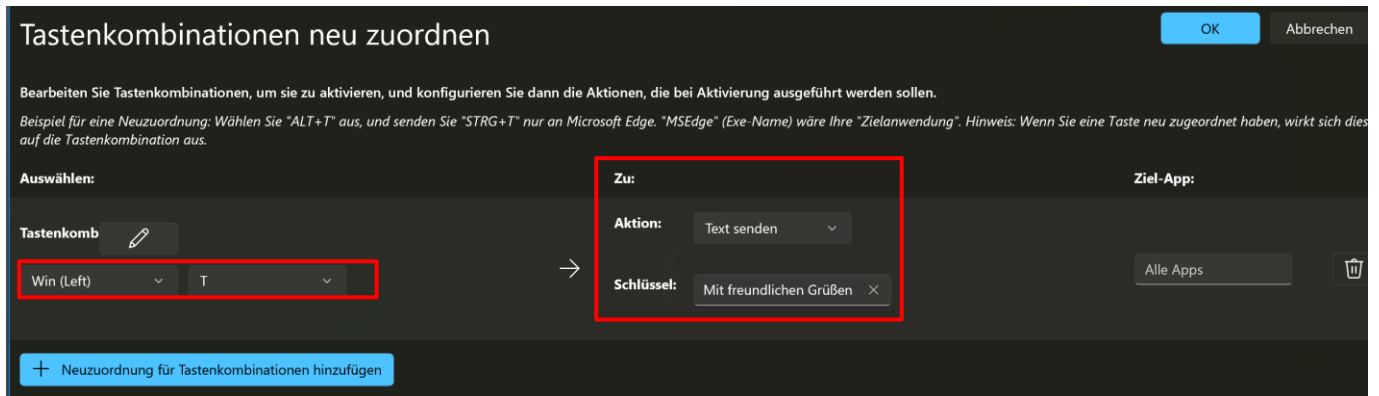 Tastenkombinationen neu zuordnen
OK
Abbrechen
Bearbeiten Sie Tastenkombinationen, um sie zu aktivieren, und konfigurieren Sie dann die Aktionen, die bei Aktivierung ausgeführt werden sollen.
Beispiel für eine Neuzuordnung: Wählen Sie "ALT+T" aus, und senden Sie "STRG+T" nur an Microsoft Edge. "MSEdge" (Exe-Name) wäre Ihre "Zielanwendung". Hinweis: Wenn Sie eine Taste neu zugeordnet haben, wirkt sich dies
auf die Tastenkombination aus.
Auswählen:
Zu:
Ziel-App:
Tastenkomb
Aktion:
Text senden
Win (Left)
T
Schlüssel:
Mit freundlichen Grüßen
Alle Apps
Neuzuordnung für Tastenkombinationen hinzufügen